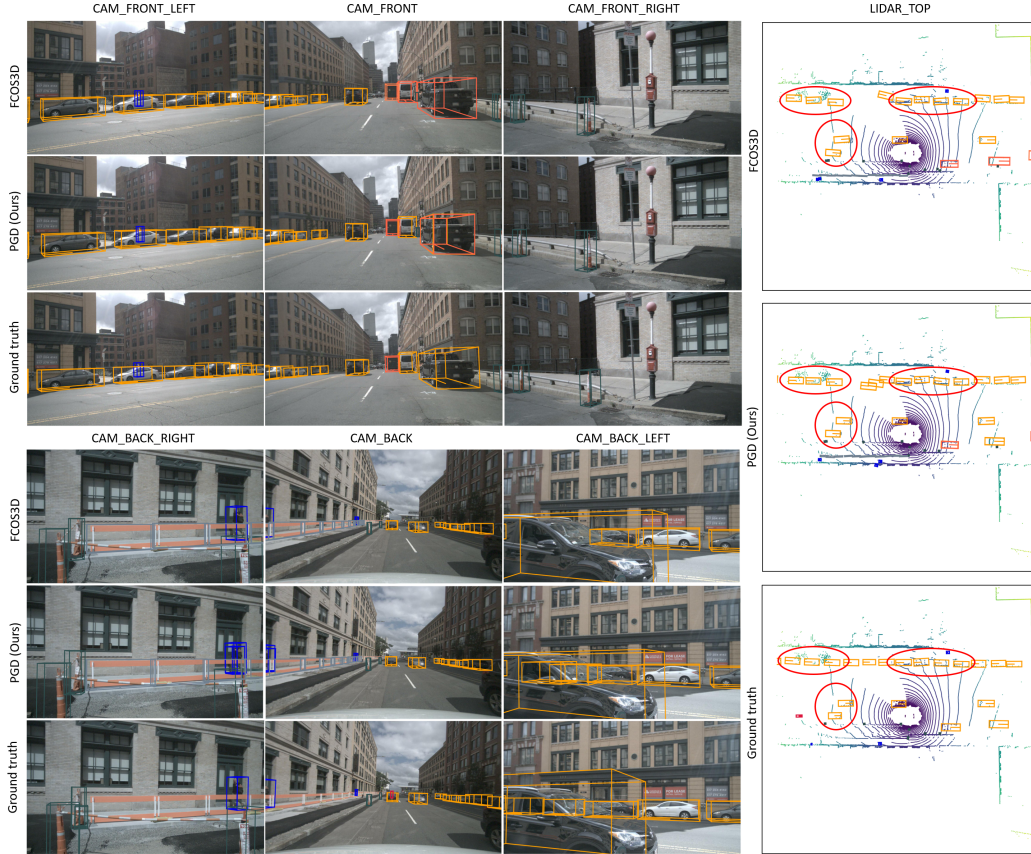 CAM_FRONT_LEFT
CAM_FRONT
CAM_FRONT_RIGHT
LIDAR_TOP
FCOS3D
PGD (Ours)
Ground truth
CAM_BACK_RIGHT
CAM_BACK
CAM_BACK_LEFT
FCOS3D
PGD (Ours)
Ground truth
FCOS3D
PGD (Ours)
Ground truth